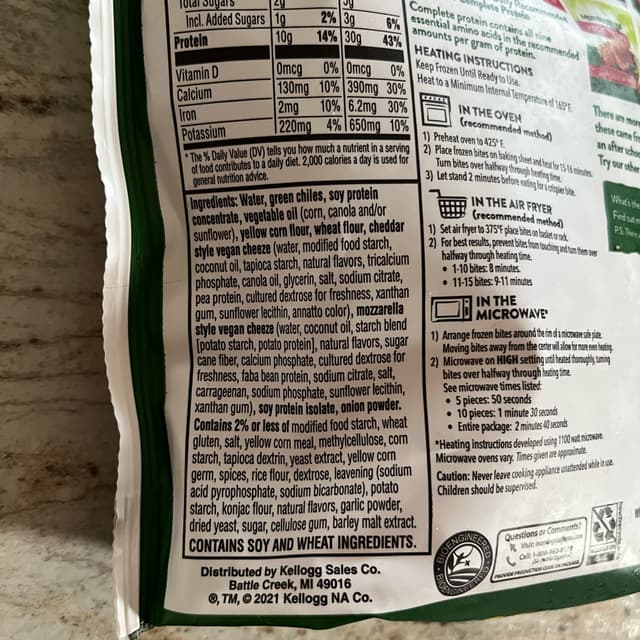 Total Sugars 2g 5g
Incl. Added Sugars 1g 2% 3g 6%
Protein 10g 14% 30g 43%
Vitamin D 0mcg 0% 0mcg 0%
Calcium 130mg 10% 390mg 30%
Iron 2mg 10% 6.2mg 30%
Potassium 220mg 4% 650mg 10%
* The % Daily Value (DV) tells you how much a nutrient in a serving
of food contributes to a daily diet. 2,000 calories a day is used for
general nutrition advice.
Ingredients: Water, green chiles, soy protein
concentrate, vegetable oil (corn, canola and/or
sunflower), yellow corn flour, wheat flour, cheddar
style vegan cheeze (water, modified food starch,
coconut oil, tapioca starch, natural flavors, tricalcium
phosphate, canola oil, glycerin, salt, sodium citrate,
pea protein, cultured dextrose for freshness, xanthan
gum, sunflower lecithin, annatto color), mozzarella
style vegan cheeze (water, coconut oil, starch blend
[potato starch, potato protein], natural flavors, sugar
cane fiber, calcium phosphate, cultured dextrose for
freshness, faba bean protein, sodium citrate, salt,
carrageenan, sodium phosphate, sunflower lecithin,
xanthan gum), soy protein isolate, onion powder.
Contains 2% or less of modified food starch, wheat
gluten, salt, yellow corn meal, methylcellulose, corn
starch, tapioca dextrin, yeast extract, yellow corn
germ, spices, rice flour, dextrose, leavening (sodium
acid pyrophosphate, sodium bicarbonate), potato
starch, konjac flour, natural flavors, garlic powder,
dried yeast, sugar, cellulose gum, barley malt extract.
CONTAINS SOY AND WHEAT INGREDIENTS.
Distributed by Kellogg Sales Co.
Battle Creek, MI 49016
®, TM, © 2021 Kellogg NA Co.
Complete Protein
Complete protein contains all nine
essential amino acids in the recommended
amounts per gram of protein.
HEATING INSTRUCTIONS
Keep Frozen Until Ready to Use.
Heat to a Minimum Internal Temperature of 165°F.
IN THE OVEN
(recommended method)
1) Preheat oven to 425° F.
2) Place frozen bites on baking sheet and heat for 15-16 minutes.
Turn bites over halfway through heating time.
3) Let stand 2 minutes before eating for a crispier bite.
IN THE AIR FRYER
(recommended method)
1) Set air fryer to 375°F place bites on basket or rack.
2) For best results, prevent bites from touching and turn them over
halfway through heating time.
• 1-10 bites: 8 minutes.
• 11-15 bites: 9-11 minutes
IN THE
MICROWAVE*
1) Arrange frozen bites around the rim of a microwave safe plate.
Moving bites away from the center will allow for more even heating.
2) Microwave on HIGH setting until heated thoroughly, turning
bites over halfway through heating time.
See microwave times listed:
• 5 pieces: 50 seconds
• 10 pieces: 1 minute 30 seconds
• Entire package: 2 minutes 40 seconds
*Heating instructions developed using 1100 watt microwave.
Microwave ovens vary. Times given are approximate.
Caution: Never leave cooking appliance unattended while in use.
Children should be supervised.
BIOENGINEERED
Questions or Comments?
Visit:
Call: 1-800-962-0120
PROVIDE PRODUCTION CODE ON PACKAGE
There are more
these came
an after school
Try our other
What's the
Find out
P.S.